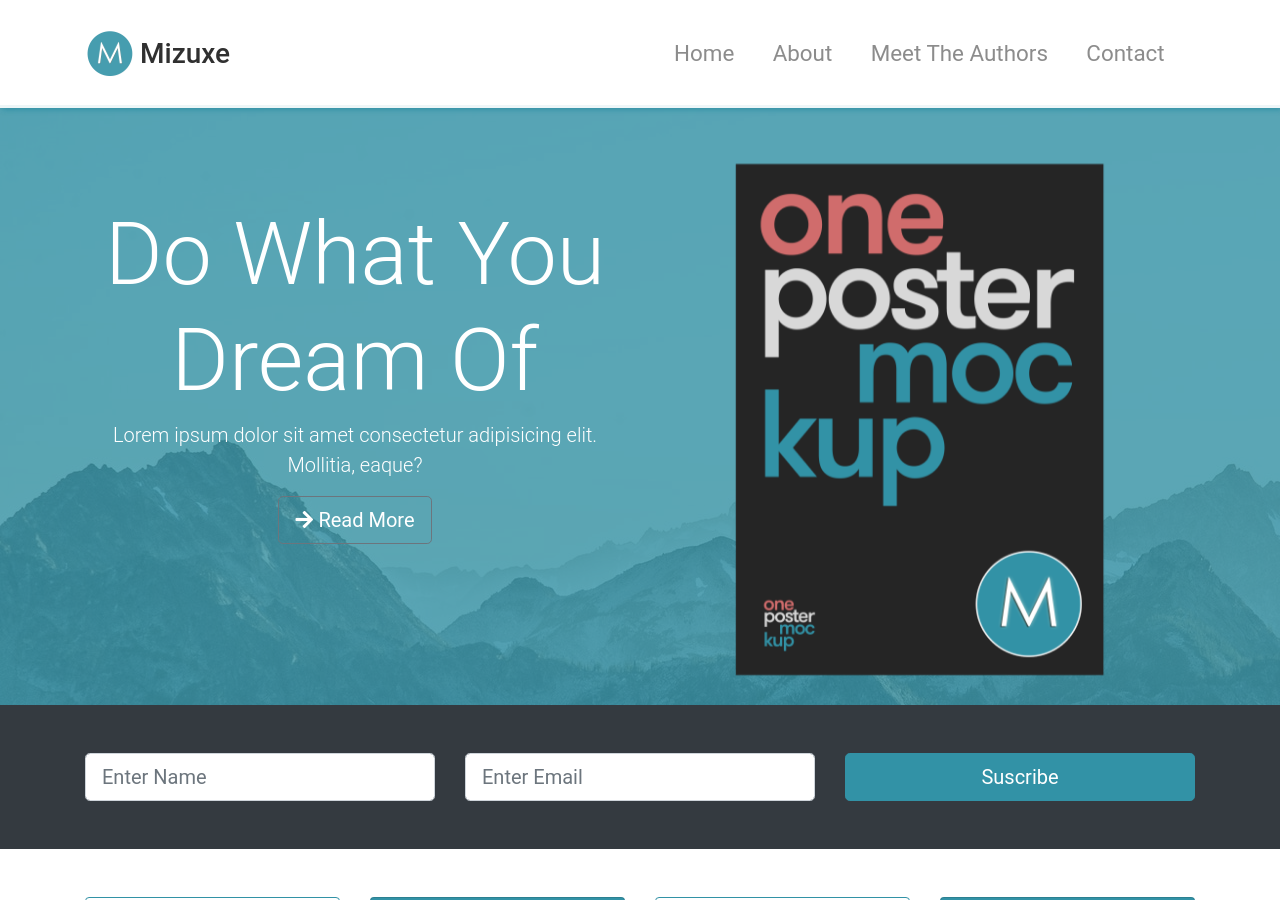 M Mizuxe
Home About Meet The Authors Contact
Do What You
Dream Of
Lorem ipsum dolor sit amet consectetur adipisicing elit.
Mollitia, eaque?
Read More
one
poster
moc
kup
one
poster
moc
kup
M
Enter Name
Enter Email
Suscribe